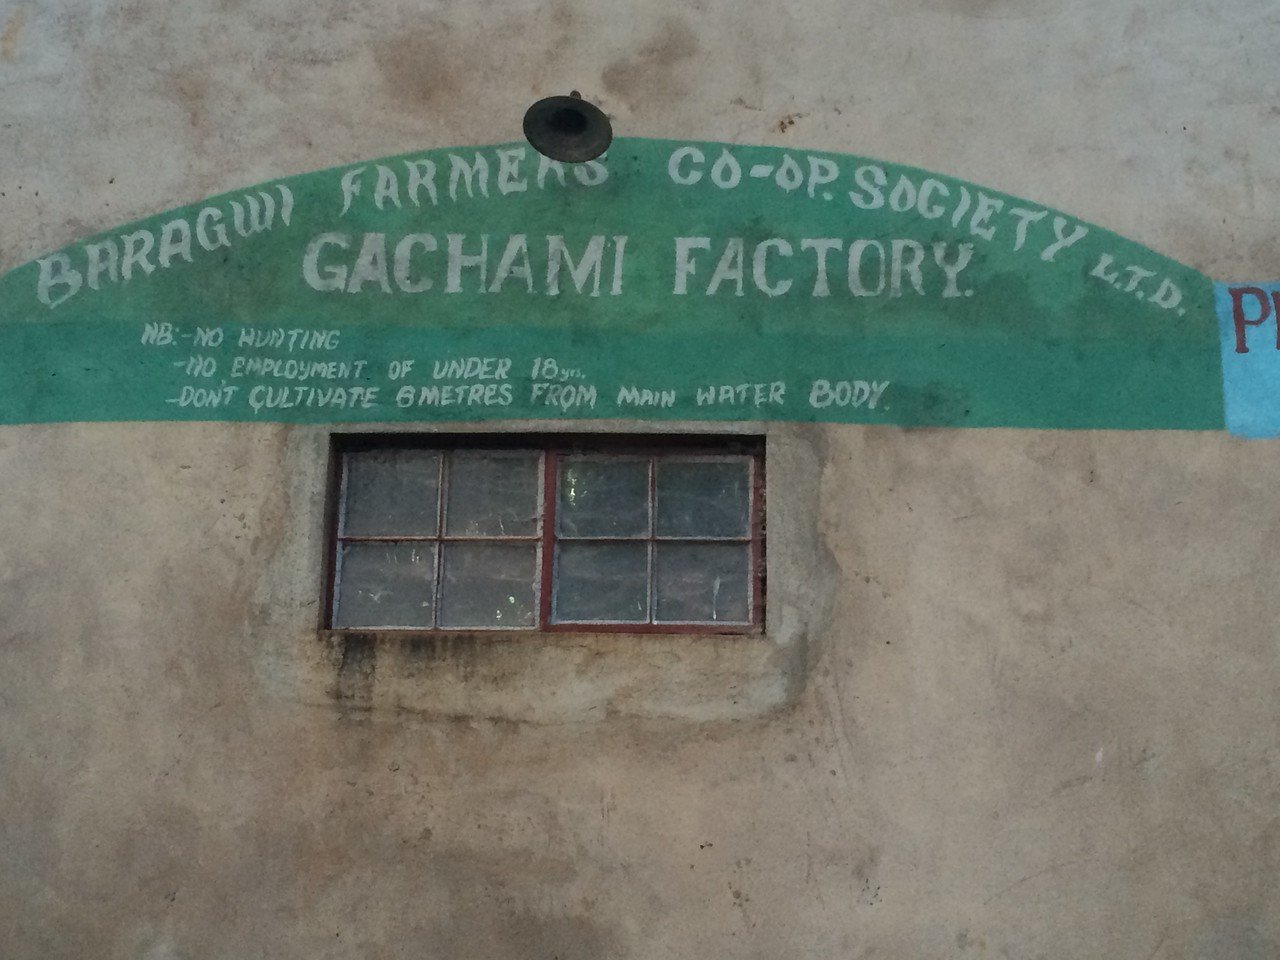 BARAGWI FARMERS CO-OP. SOCIETY L.T.D.
GACHAMI FACTORY.
NB:-NO HUNTING
-NO EMPLOYMENT OF UNDER 18yrs.
-DON'T CULTIVATE 6METRES FROM MAIN WATER BODY.